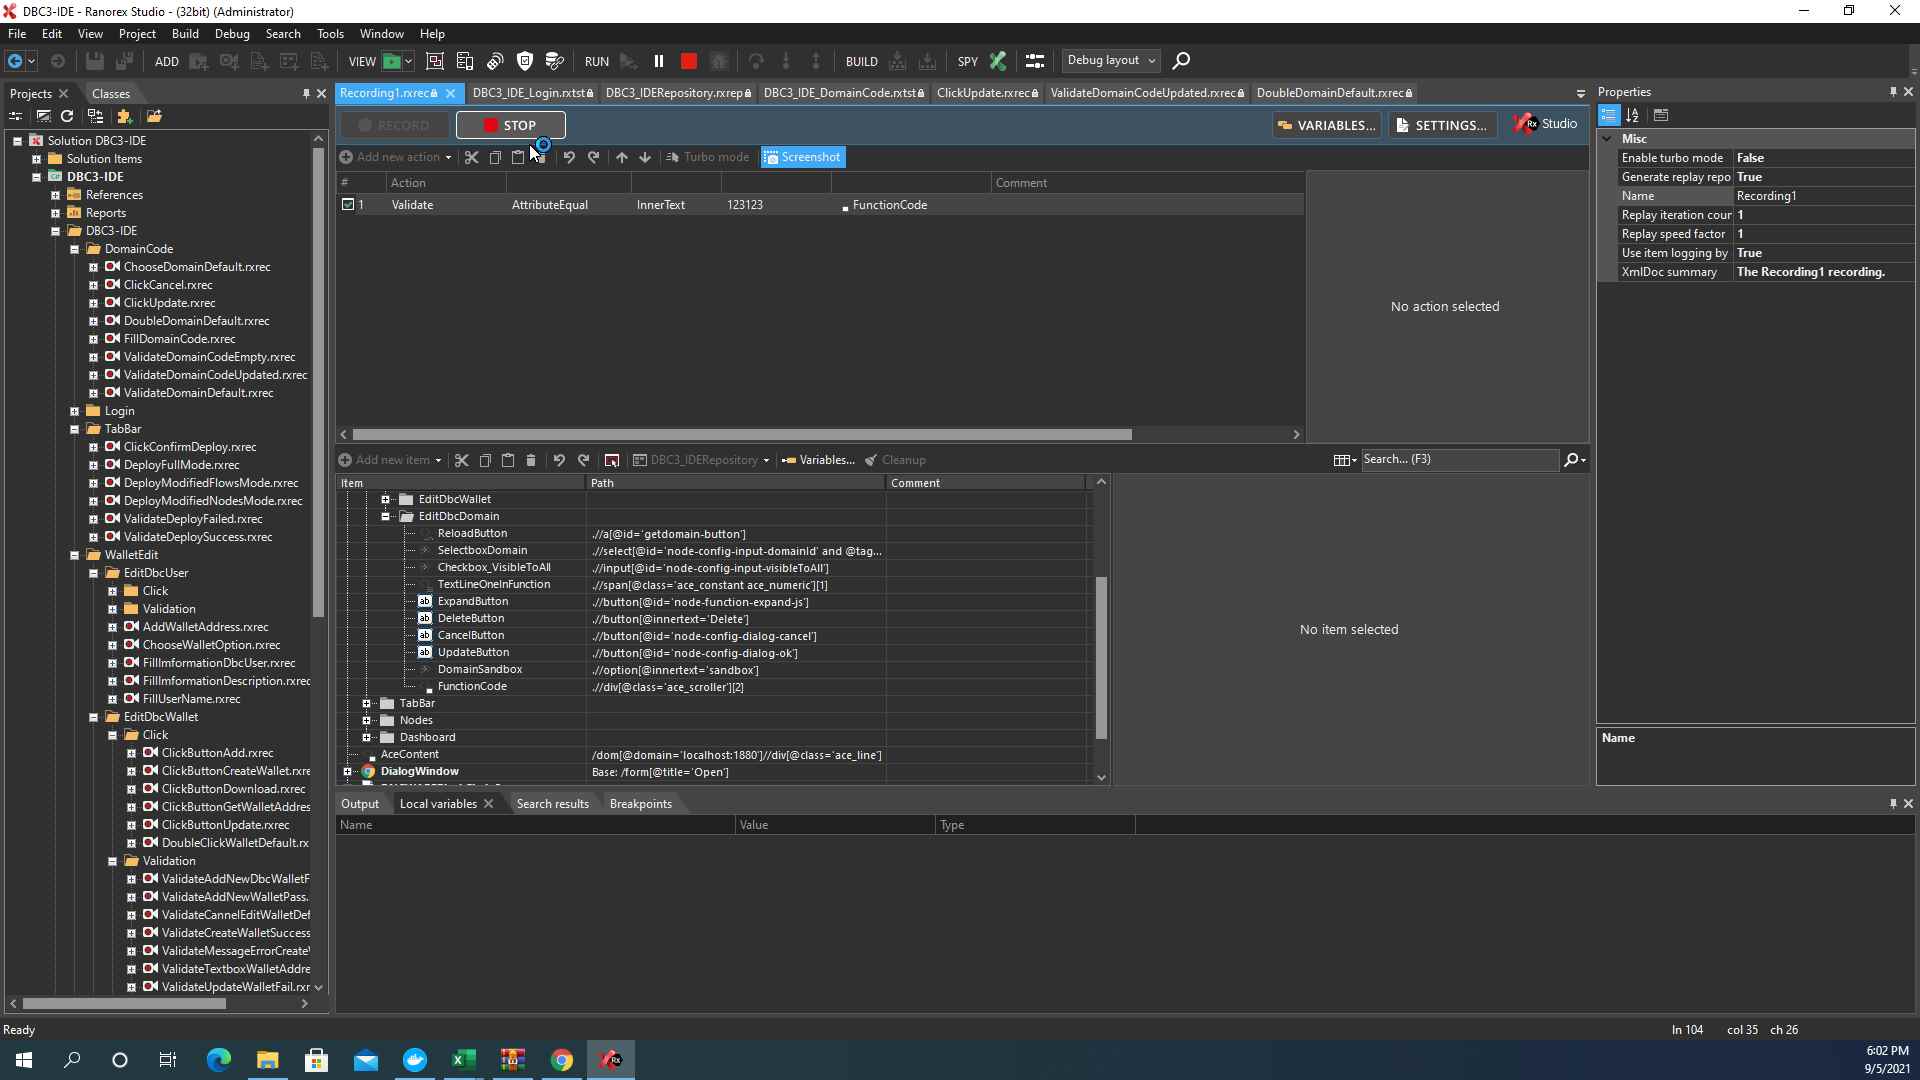 DBC3-IDE - Ranorex Studio - (32bit) (Administrator)
File Edit View Project Build Debug Search Tools Window Help
ADD VIEW RUN BUILD SPY Debug layout
Projects Classes
Recording1.rxrec DBC3_IDE_Login.rxtst DBC3_IDERepository.rxrep DBC3_IDE_DomainCode.rxtst ClickUpdate.rxrec ValidateDomainCodeUpdated.rxrec DoubleDomainDefault.rxrec
Properties
RECORD STOP VARIABLES... SETTINGS... Rx Studio
Add new action Turbo mode Screenshot
# Action Comment
1 Validate AttributeEqual InnerText 123123 FunctionCode
No action selected
Solution DBC3-IDE
Solution Items
DBC3-IDE
References
Reports
DBC3-IDE
DomainCode
ChooseDomainDefault.rxrec
ClickCancel.rxrec
ClickUpdate.rxrec
DoubleDomainDefault.rxrec
FillDomainCode.rxrec
ValidateDomainCodeEmpty.rxrec
ValidateDomainCodeUpdated.rxrec
ValidateDomainDefault.rxrec
Login
TabBar
ClickConfirmDeploy.rxrec
DeployFullMode.rxrec
DeployModifiedFlowsMode.rxrec
DeployModifiedNodesMode.rxrec
ValidateDeployFailed.rxrec
ValidateDeploySuccess.rxrec
WalletEdit
EditDbcUser
Click
Validation
AddWalletAddress.rxrec
ChooseWalletOption.rxrec
FillImformationDbcUser.rxrec
FillImformationDescription.rxrec
FillUserName.rxrec
EditDbcWallet
Click
ClickButtonAdd.rxrec
ClickButtonCreateWallet.rxre
ClickButtonDownload.rxrec
ClickButtonGetWalletAddres
ClickButtonUpdate.rxrec
DoubleClickWalletDefault.rx
Validation
ValidateAddNewDbcWalletF
ValidateAddNewWalletPass.
ValidateCannelEditWalletDef
ValidateCreateWalletSuccess
ValidateMessageErrorCreate
ValidateTextboxWalletAddre
ValidateUpdateWalletFail.rxr
Add new item DBC3_IDERepository Variables... Cleanup Search... (F3)
Item Path Comment
EditDbcWallet
EditDbcDomain
ReloadButton .//a[@id='getdomain-button']
SelectboxDomain .//select[@id='node-config-input-domainId' and @tag...
Checkbox_VisibleToAll .//input[@id='node-config-input-visibleToAll']
TextLineOneInFunction .//span[@class='ace_constant ace_numeric'][1]
ab ExpandButton .//button[@id='node-function-expand-js']
ab DeleteButton .//button[@innertext='Delete']
ab CancelButton .//button[@id='node-config-dialog-cancel']
ab UpdateButton .//button[@id='node-config-dialog-ok']
DomainSandbox .//option[@innertext='sandbox']
FunctionCode .//div[@class='ace_scroller'][2]
TabBar
Nodes
Dashboard
AceContent /dom[@domain='localhost:1880']//div[@class='ace_line']
DialogWindow Base: /form[@title='Open']
No item selected
Misc
Enable turbo mode False
Generate replay repo True
Name Recording1
Replay iteration cour 1
Replay speed factor 1
Use item logging by True
XmlDoc summary The Recording1 recording.
Name
Output Local variables Search results Breakpoints
Name Value Type
Ready ln 104 col 35 ch 26
6:02 PM
9/5/2021